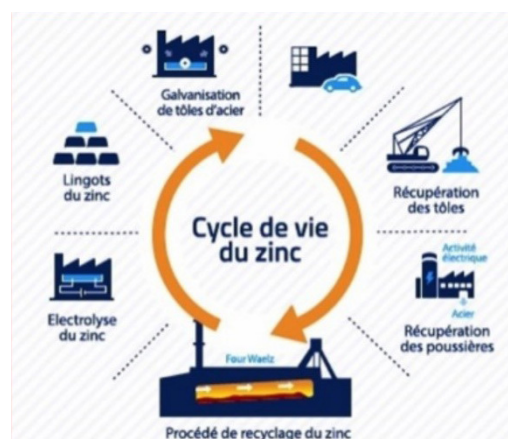 Galvanisation
de tôles d'acier
Lingots
du zinc
Récupération
des tôles
Cycle de vie
du zinc
Activité
électrique
Acier
Electrolyse
du zinc
Récupération
des poussières
Four Waelz
Procédé de recyclage du zinc